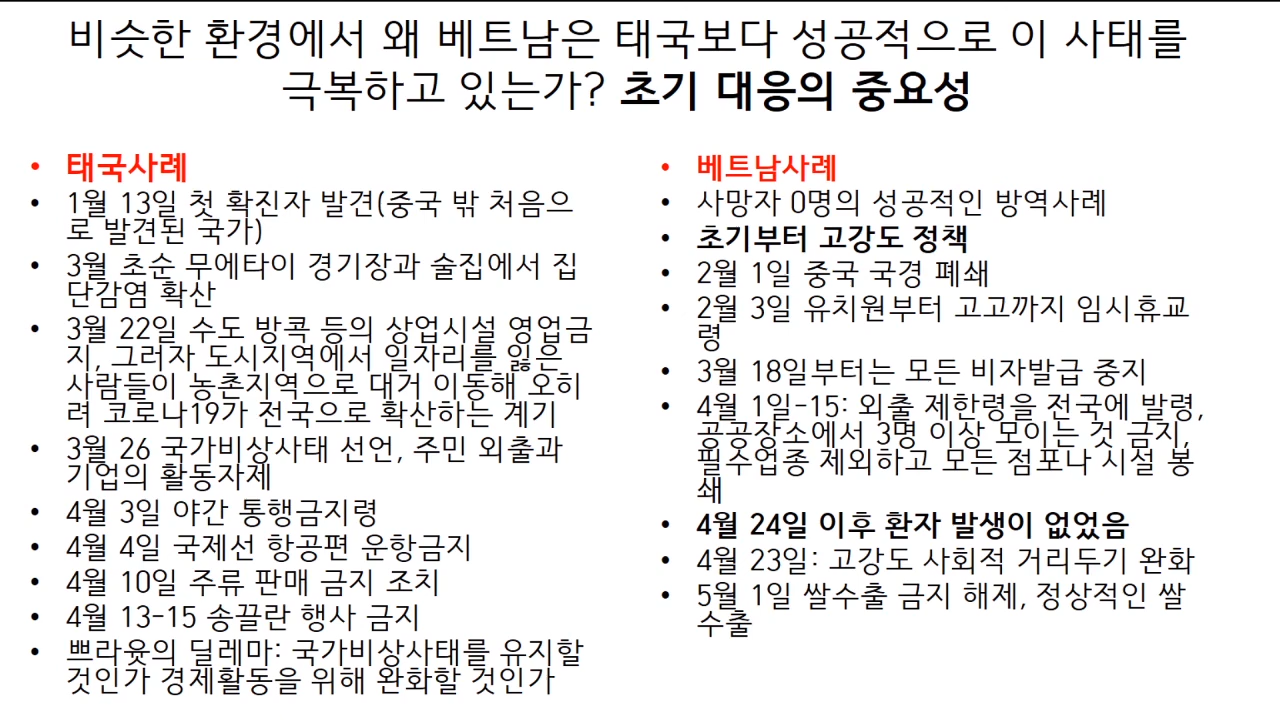 비슷한 환경에서 왜 베트남은 태국보다 성공적으로 이 사태를
극복하고 있는가? 초기 대응의 중요성
• 태국사례
• 1월 13일 첫 확진자 발견(중국 밖 처음으
로 발견된 국가)
• 3월 초순 무에타이 경기장과 술집에서 집
단감염 확산
• 3월 22일 수도 방콕 등의 상업시설 영업금
지, 그러자 도시지역에서 일자리를 잃은
사람들이 농촌지역으로 대거 이동해 오히
려 코로나19가 전국으로 확산하는 계기
• 3월 26 국가비상사태 선언, 주민 외출과
기업의 활동자제
• 4월 3일 야간 통행금지령
• 4월 4일 국제선 항공편 운항금지
• 4월 10일 주류 판매 금지 조치
• 4월 13-15 송끌란 행사 금지
• 쁘라윳의 딜레마: 국가비상사태를 유지할
것인가 경제활동을 위해 완화할 것인가
• 베트남사례
• 사망자 0명의 성공적인 방역사례
• 초기부터 고강도 정책
• 2월 1일 중국 국경 폐쇄
• 2월 3일 유치원부터 고고까지 임시휴교
령
• 3월 18일부터는 모든 비자발급 중지
• 4월 1일-15: 외출 제한령을 전국에 발령,
공공장소에서 3명 이상 모이는 것 금지,
필수업종 제외하고 모든 점포나 시설 봉
쇄
• 4월 24일 이후 환자 발생이 없었음
• 4월 23일: 고강도 사회적 거리두기 완화
• 5월 1일 쌀수출 금지 해제, 정상적인 쌀
수출